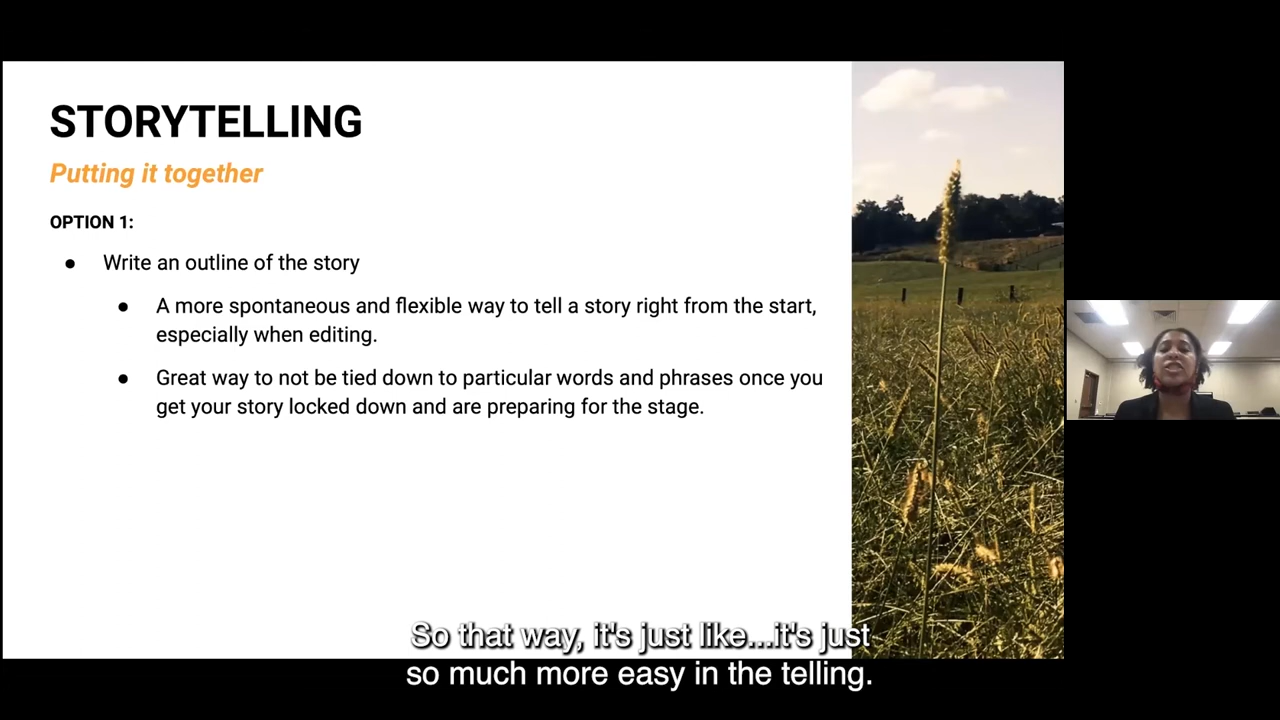 STORYTELLING
Putting it together
OPTION 1:
● Write an outline of the story
● A more spontaneous and flexible way to tell a story right from the start,
especially when editing.
● Great way to not be tied down to particular words and phrases once you
get your story locked down and are preparing for the stage.
So that way, it's just like...it's just
so much more easy in the telling.